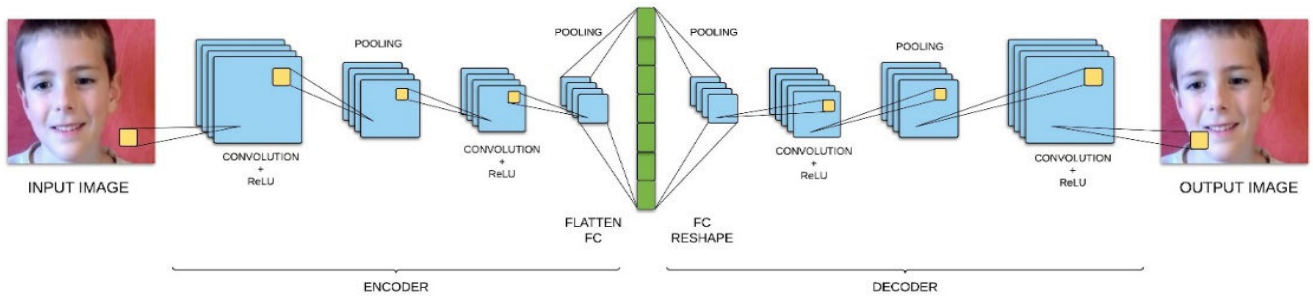 INPUT IMAGE
CONVOLUTION
+
ReLU
POOLING
CONVOLUTION
+
ReLU
POOLING
FLATTEN
FC
ENCODER
POOLING
FC
RESHAPE
CONVOLUTION
+
ReLU
POOLING
CONVOLUTION
+
ReLU
DECODER
OUTPUT IMAGE